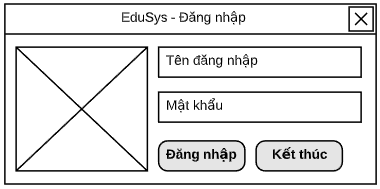 EduSys - Đăng nhập
Tên đăng nhập
Mật khẩu
Đăng nhập
Kết thúc